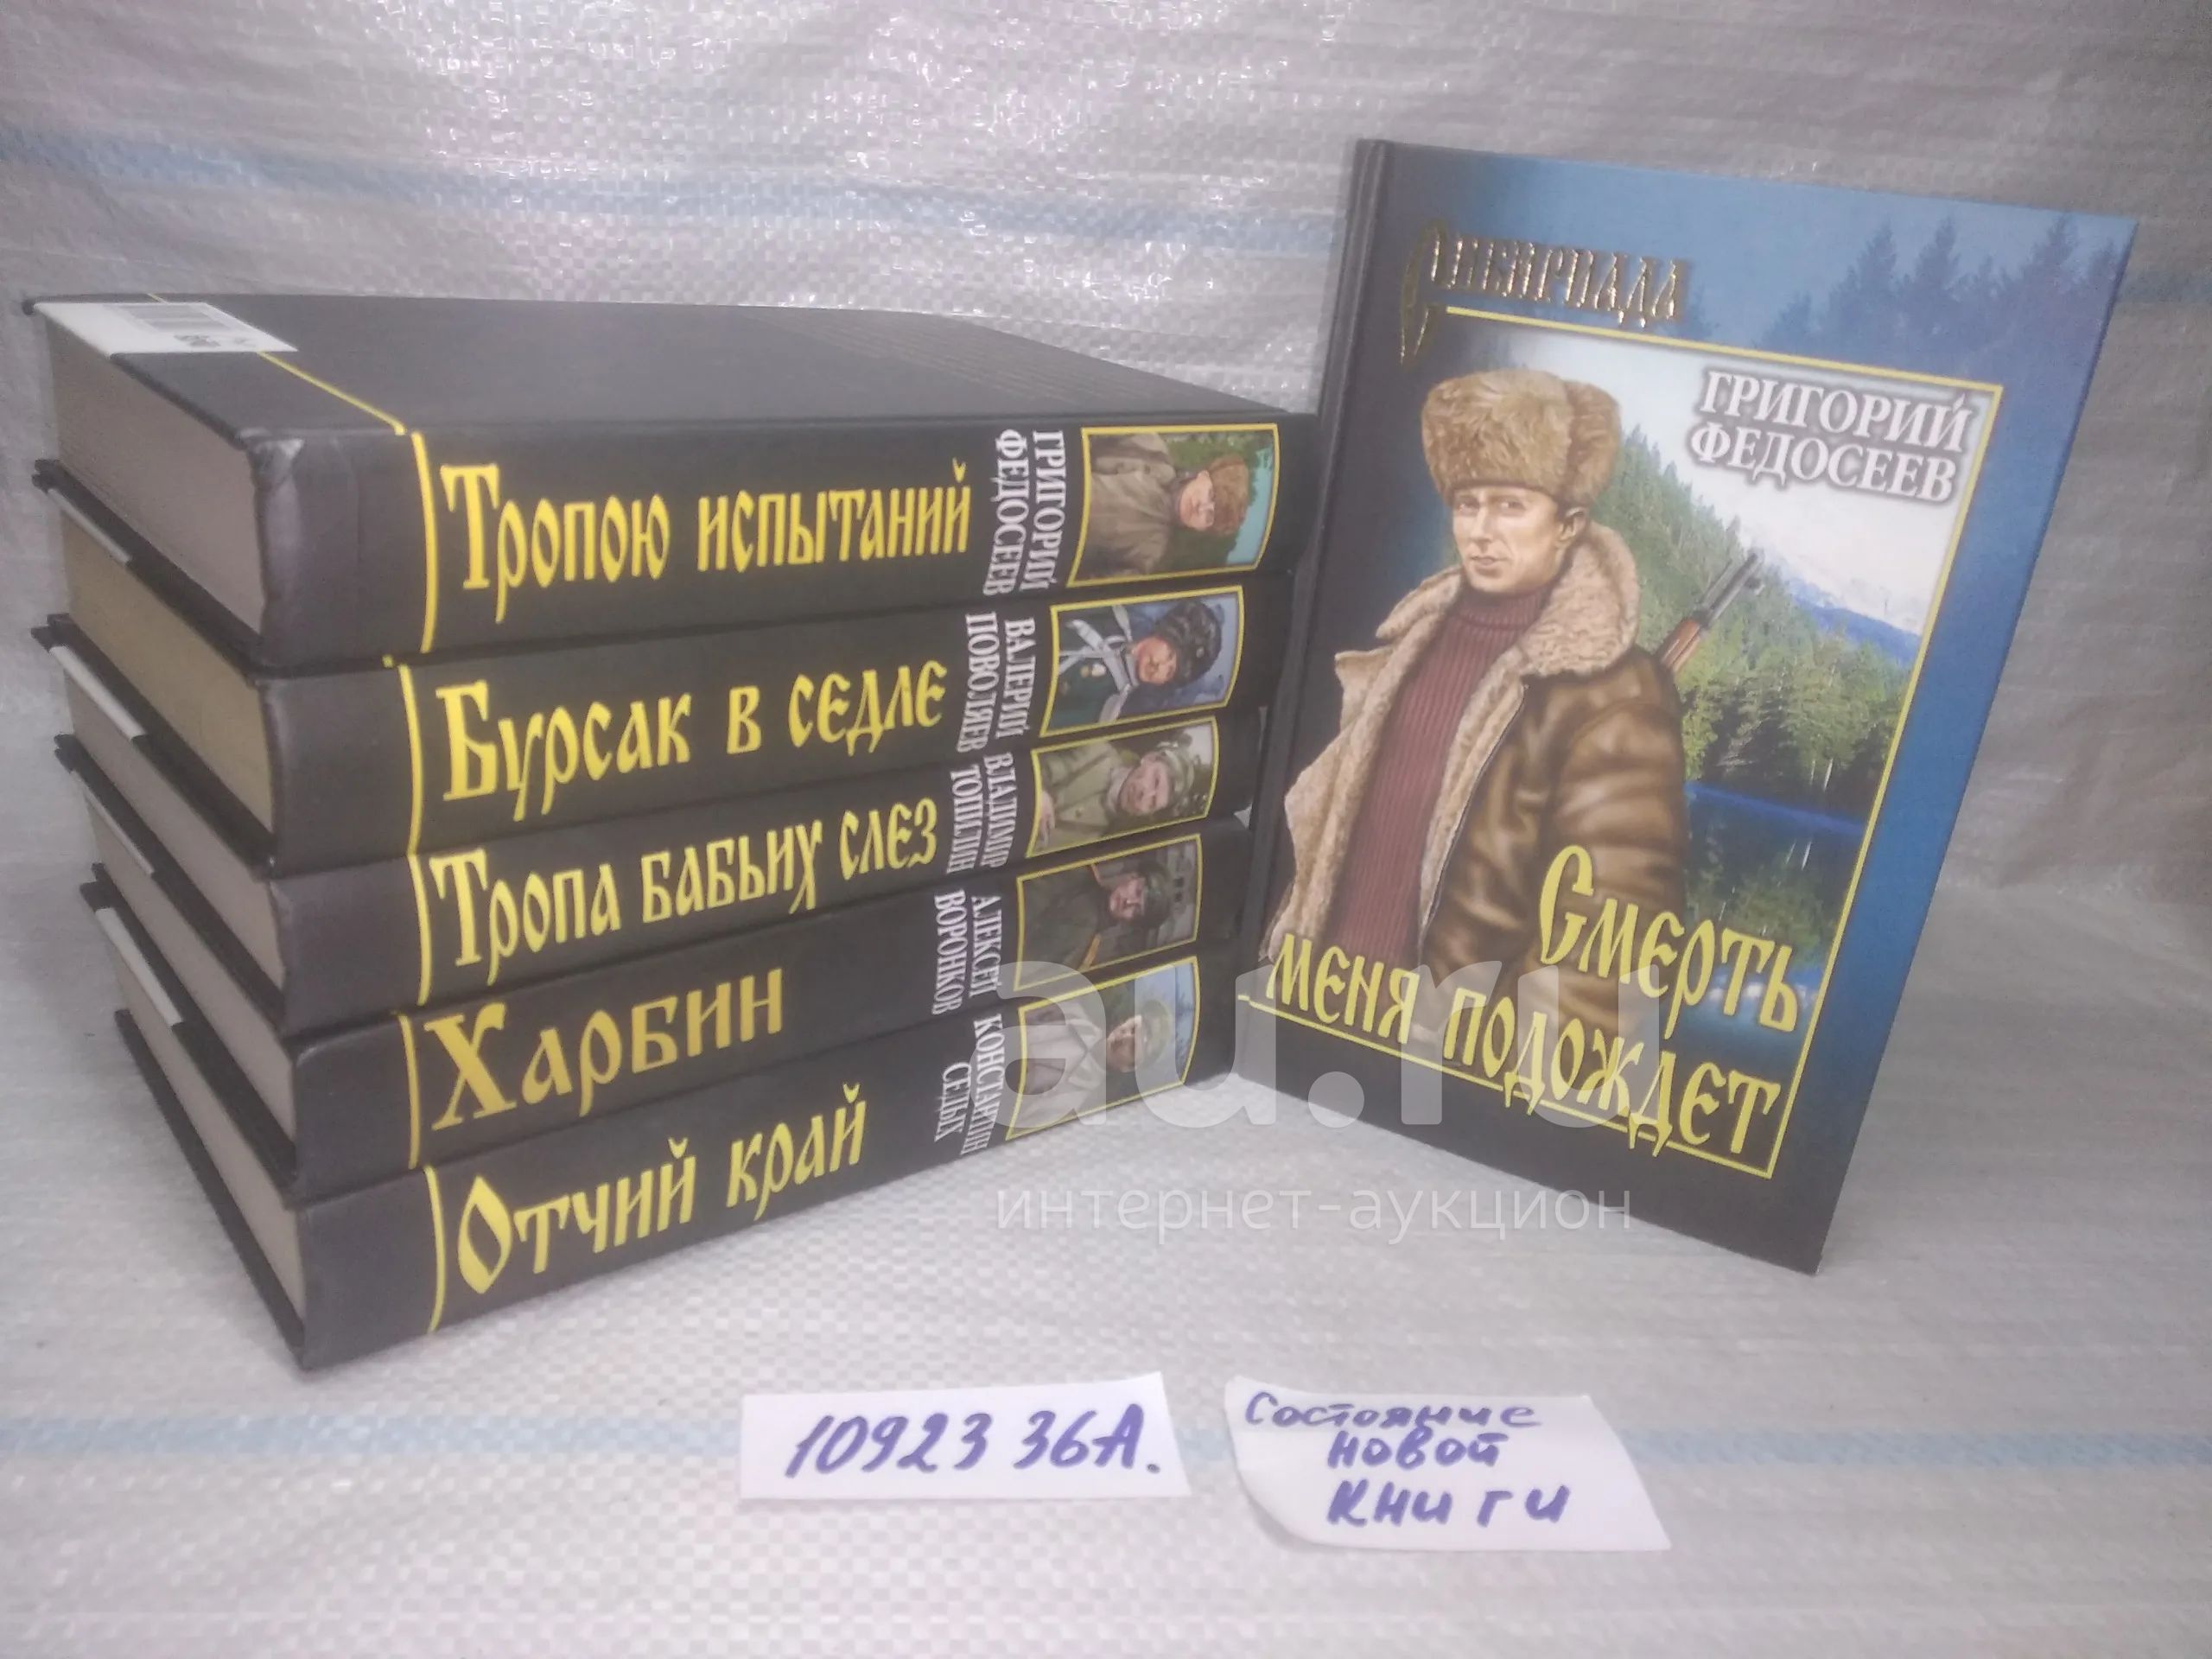 Тропою испытаний
ГРИГОРИЙ
ФЕДОСЕЕВ
Бурсак в седле
ВАЛЕРИЙ
ПОВОЛЯЕВ
Тропа бабьих слез
ВЛАДИМИР
ТОПИЛИН
Харбин
АЛЕКСЕЙ
ВОРОНКОВ
Отчий край
КОНСТАНТИН
СЕДЫХ
Сибириада
ГРИГОРИЙ
ФЕДОСЕЕВ
Смерть
меня подождет
au.ru
интернет-аукцион
10923 36А.
Состояние
новой
книги